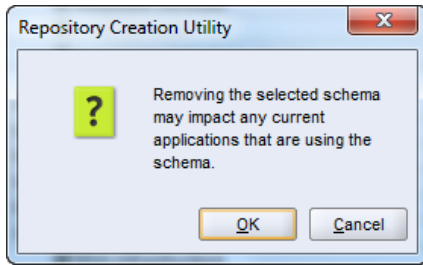 Repository Creation Utility
Removing the selected schema
may impact any current
applications that are using the
schema.
OK
Cancel